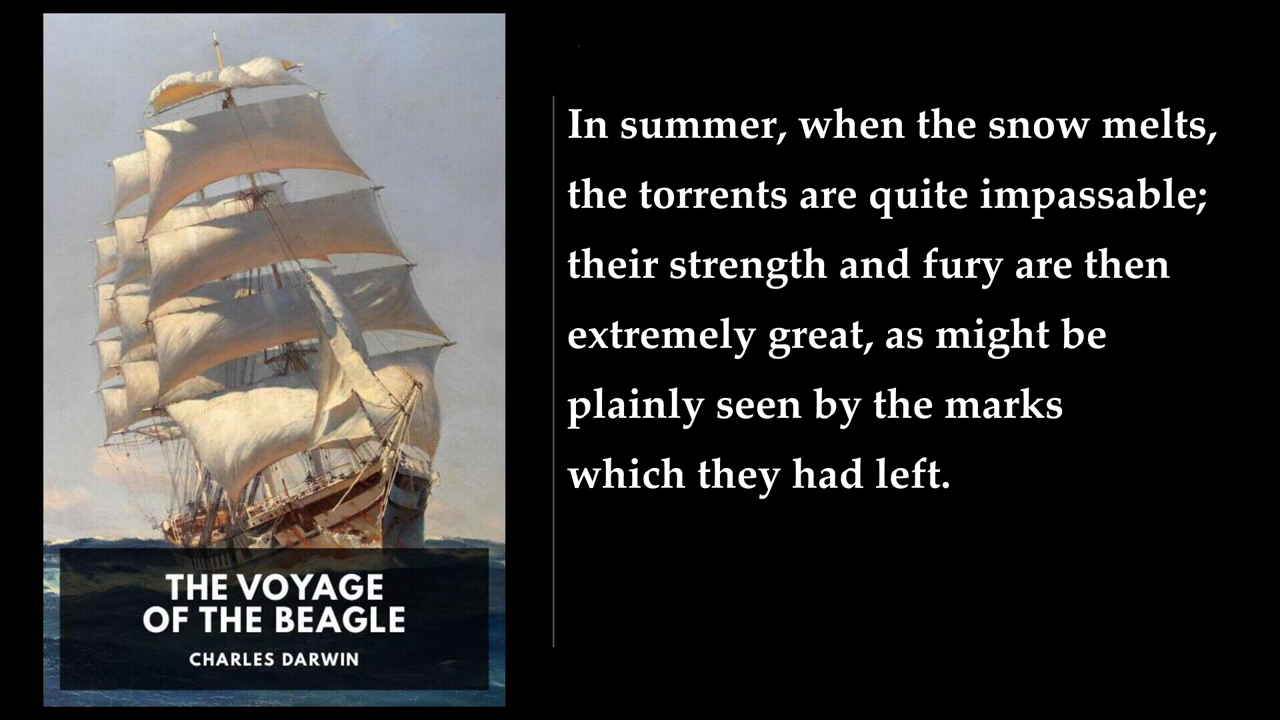 THE VOYAGE
OF THE BEAGLE
CHARLES DARWIN
In summer, when the snow melts,
the torrents are quite impassable;
their strength and fury are then
extremely great, as might be
plainly seen by the marks
which they had left.